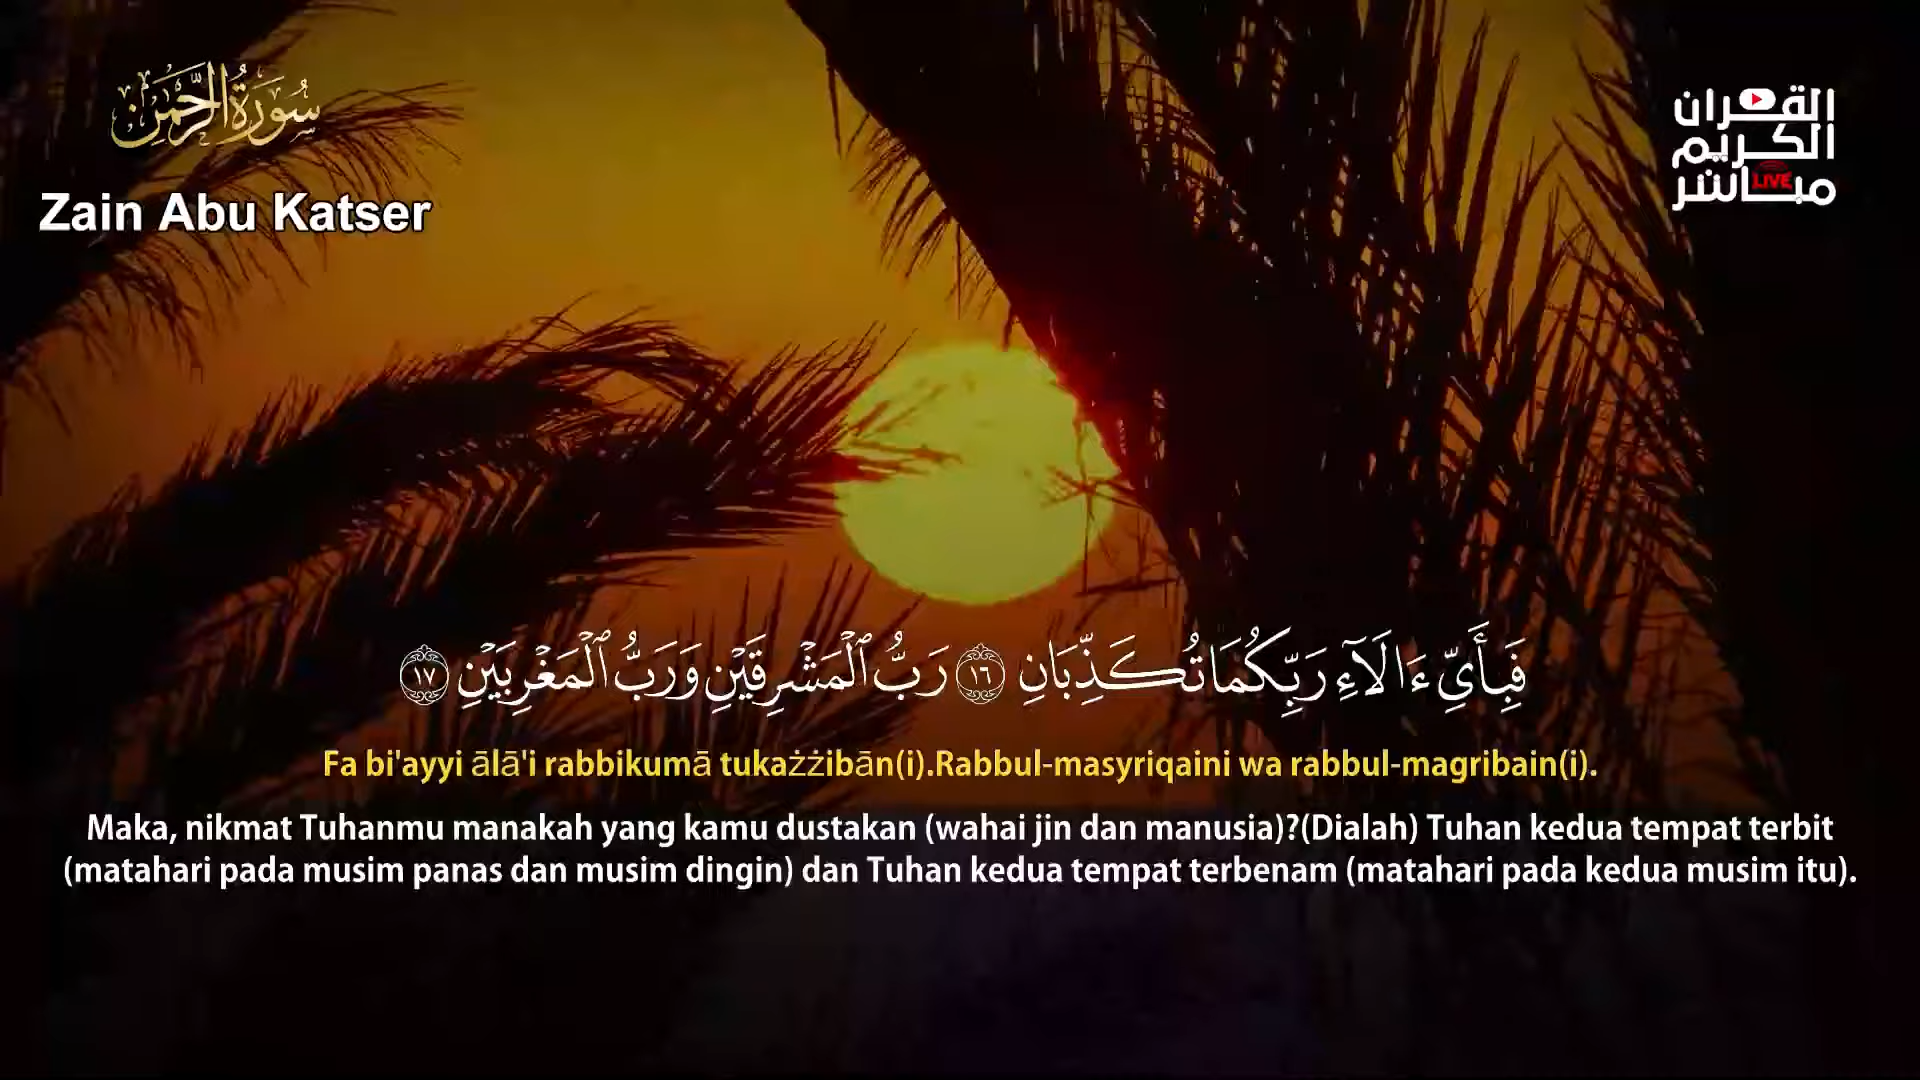 سُورَةُ الرَّحْمَٰن
Zain Abu Katser
القران
الكريم
مباشر
LIVE
فَبِأَىِّ ءَالَآءِ رَبِّكُمَا تُكَذِّبَانِ ١٦ رَبُّ ٱلْمَشْرِقَيْنِ وَرَبُّ ٱلْمَغْرِبَيْنِ ١٧
Fa bi'ayyi ālā'i rabbikumā tukażżibān(i).Rabbul-masyriqaini wa rabbul-magribain(i).
Maka, nikmat Tuhanmu manakah yang kamu dustakan (wahai jin dan manusia)?(Dialah) Tuhan kedua tempat terbit
(matahari pada musim panas dan musim dingin) dan Tuhan kedua tempat terbenam (matahari pada kedua musim itu).